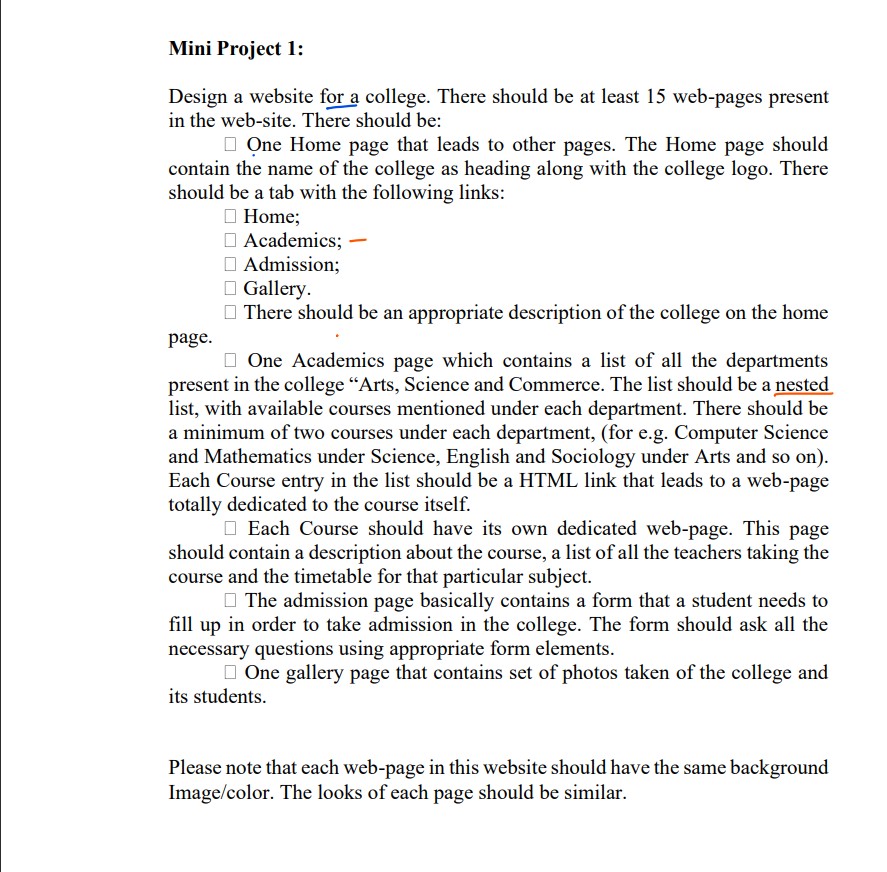 Mini Project 1:
Design a website for a college. There should be at least 15 web-pages present
in the web-site. There should be:
□ One Home page that leads to other pages. The Home page should
contain the name of the college as heading along with the college logo. There
should be a tab with the following links:
□ Home;
□ Academics;
□ Admission;
□ Gallery.
□ There should be an appropriate description of the college on the home
page.
□ One Academics page which contains a list of all the departments
present in the college “Arts, Science and Commerce. The list should be a nested
list, with available courses mentioned under each department. There should be
a minimum of two courses under each department, (for e.g. Computer Science
and Mathematics under Science, English and Sociology under Arts and so on).
Each Course entry in the list should be a HTML link that leads to a web-page
totally dedicated to the course itself.
□ Each Course should have its own dedicated web-page. This page
should contain a description about the course, a list of all the teachers taking the
course and the timetable for that particular subject.
□ The admission page basically contains a form that a student needs to
fill up in order to take admission in the college. The form should ask all the
necessary questions using appropriate form elements.
□ One gallery page that contains set of photos taken of the college and
its students.
Please note that each web-page in this website should have the same background
Image/color. The looks of each page should be similar.